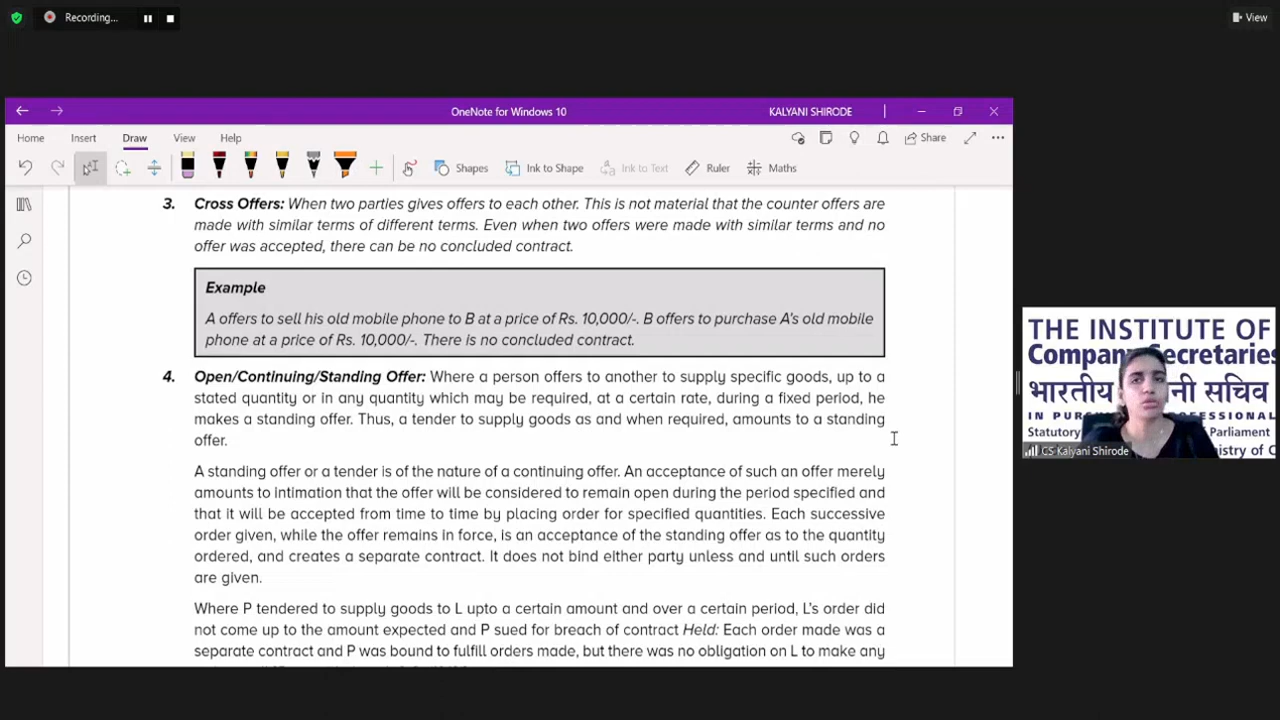 Recording...
View
OneNote for Windows 10
KALYANI SHIRODE
Home Insert Draw View Help
Share
Shapes Ink to Shape Ink to Text Ruler Maths
3. Cross Offers: When two parties gives offers to each other. This is not material that the counter offers are
made with similar terms of different terms. Even when two offers were made with similar terms and no
offer was accepted, there can be no concluded contract.
Example
A offers to sell his old mobile phone to B at a price of Rs. 10,000/-. B offers to purchase A's old mobile
phone at a price of Rs. 10,000/-. There is no concluded contract.
4. Open/Continuing/Standing Offer: Where a person offers to another to supply specific goods, up to a
stated quantity or in any quantity which may be required, at a certain rate, during a fixed period, he
makes a standing offer. Thus, a tender to supply goods as and when required, amounts to a standing
offer.
A standing offer or a tender is of the nature of a continuing offer. An acceptance of such an offer merely
amounts to intimation that the offer will be considered to remain open during the period specified and
that it will be accepted from time to time by placing order for specified quantities. Each successive
order given, while the offer remains in force, is an acceptance of the standing offer as to the quantity
ordered, and creates a separate contract. It does not bind either party unless and until such orders
are given.
Where P tendered to supply goods to L upto a certain amount and over a certain period, L's order did
not come up to the amount expected and P sued for breach of contract Held: Each order made was a
separate contract and P was bound to fulfill orders made, but there was no obligation on L to make any
THE INSTITUTE OF
Company Secretaries
भारतीय नी सचिव
IN PUR PROFESSIONAL
Statutory Parliament
istry of C
CS Kalyani Shirode